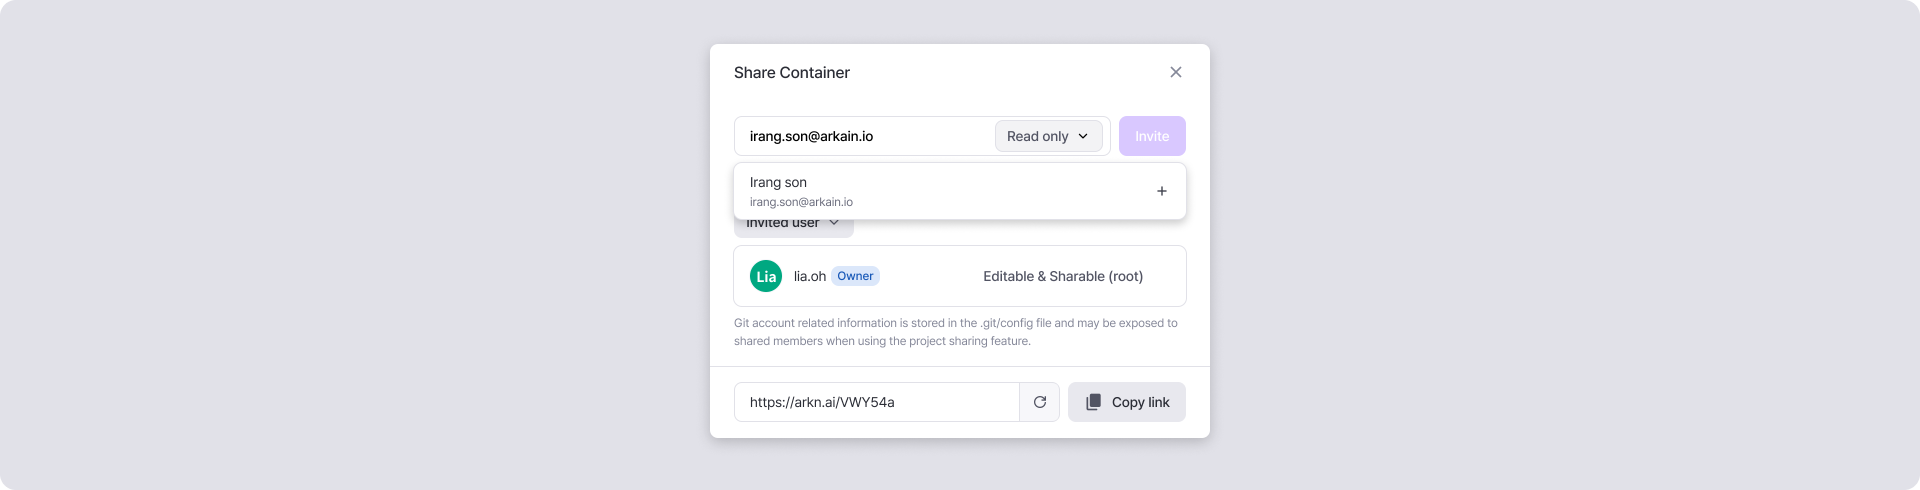 Share Container
irang.son@arkain.io Read only Invite
Irang son
irang.son@arkain.io
Invited user
Lia lia.oh Owner Editable & Sharable (root)
Git account related information is stored in the .git/config file and may be exposed to
shared members when using the project sharing feature.
https://arkn.ai/VWY54a Copy link